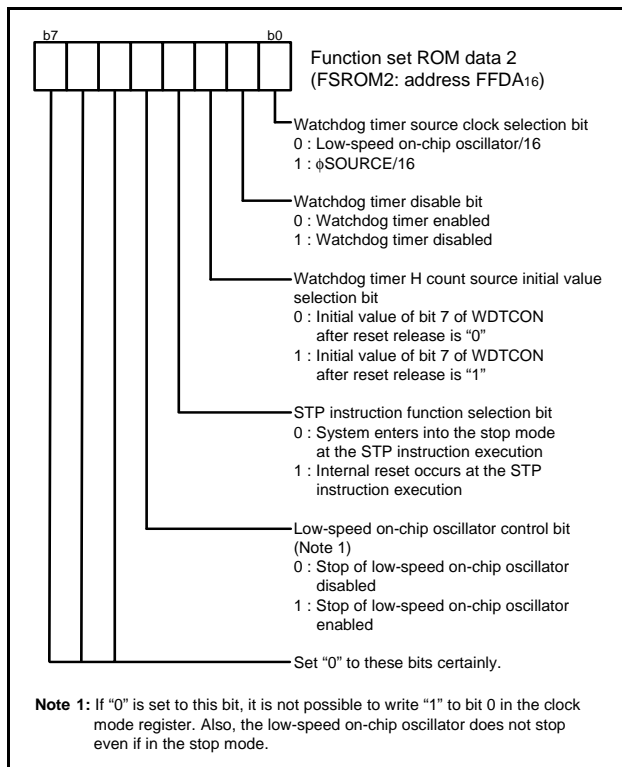 b7
b0
Function set ROM data 2
(FSROM2: address FFDA16)
Watchdog timer source clock selection bit
0 : Low-speed on-chip oscillator/16
1 : ϕSOURCE/16
Watchdog timer disable bit
0 : Watchdog timer enabled
1 : Watchdog timer disabled
Watchdog timer H count source initial value
selection bit
0 : Initial value of bit 7 of WDTCON
after reset release is “0”
1 : Initial value of bit 7 of WDTCON
after reset release is “1”
STP instruction function selection bit
0 : System enters into the stop mode
at the STP instruction execution
1 : Internal reset occurs at the STP
instruction execution
Low-speed on-chip oscillator control bit
(Note 1)
0 : Stop of low-speed on-chip oscillator
disabled
1 : Stop of low-speed on-chip oscillator
enabled
Set “0” to these bits certainly.
Note 1: If “0” is set to this bit, it is not possible to write “1” to bit 0 in the clock
mode register. Also, the low-speed on-chip oscillator does not stop
even if in the stop mode.